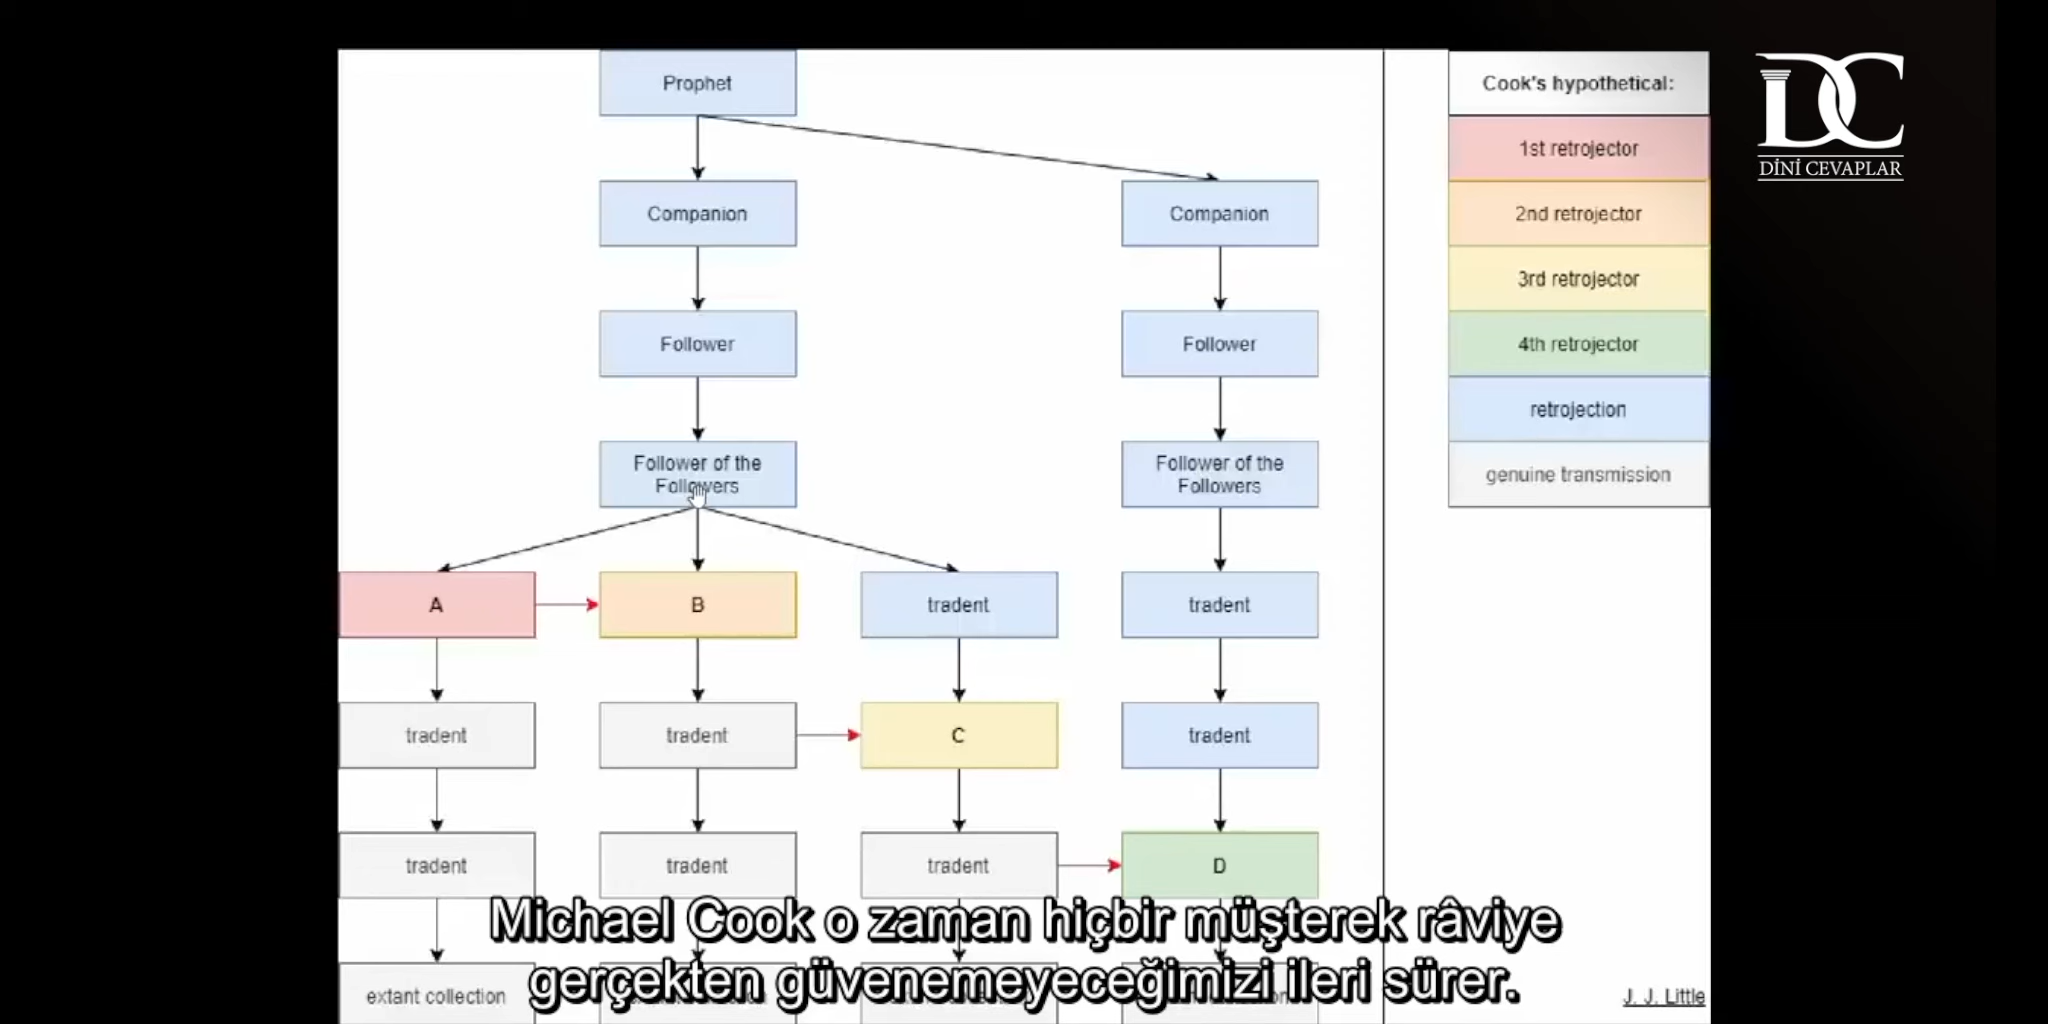 Prophet
Cook's hypothetical:
1st retrojector
2nd retrojector
3rd retrojector
4th retrojector
retrojection
genuine transmission
DC
DİNİ CEVAPLAR
Companion
Companion
Follower
Follower
Follower of the
Followers
Follower of the
Followers
A
B
tradent
tradent
tradent
tradent
C
tradent
tradent
tradent
tradent
D
Michael Cook o zaman hiçbir müşterek râviye
gerçekten güvenemeyeceğimizi ileri sürer.
extant collection
J. J. Little